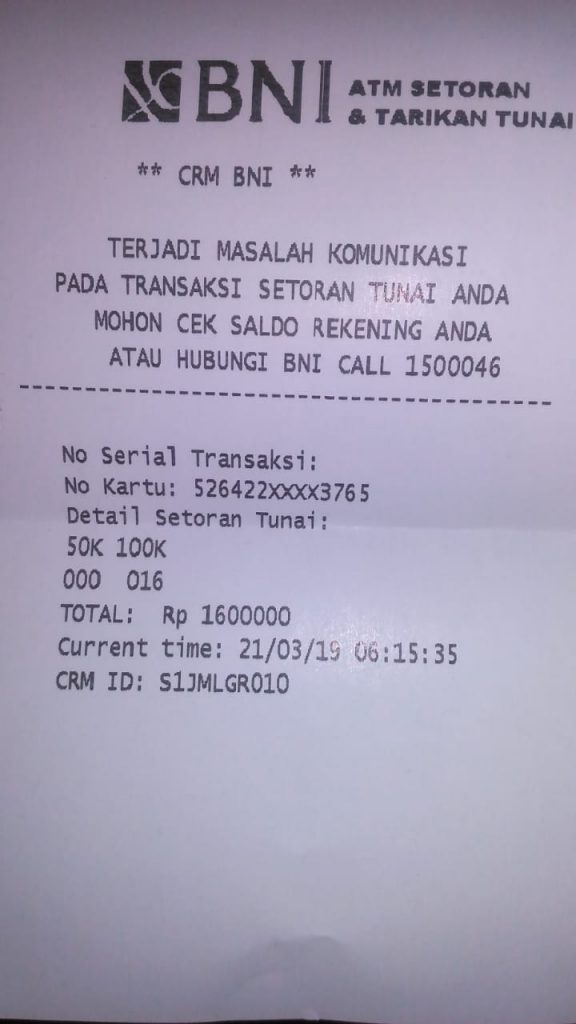 BNI ATM SETORAN
& TARIKAN TUNAI
** CRM BNI **
TERJADI MASALAH KOMUNIKASI
PADA TRANSAKSI SETORAN TUNAI ANDA
MOHON CEK SALDO REKENING ANDA
ATAU HUBUNGI BNI CALL 1500046
----------------------------------------
No Serial Transaksi:
No Kartu: 526422XXXX3765
Detail Setoran Tunai:
50K 100K
000  016
TOTAL:  Rp 1600000
Current time: 21/03/19 06:15:35
CRM ID: S1JMLGR010